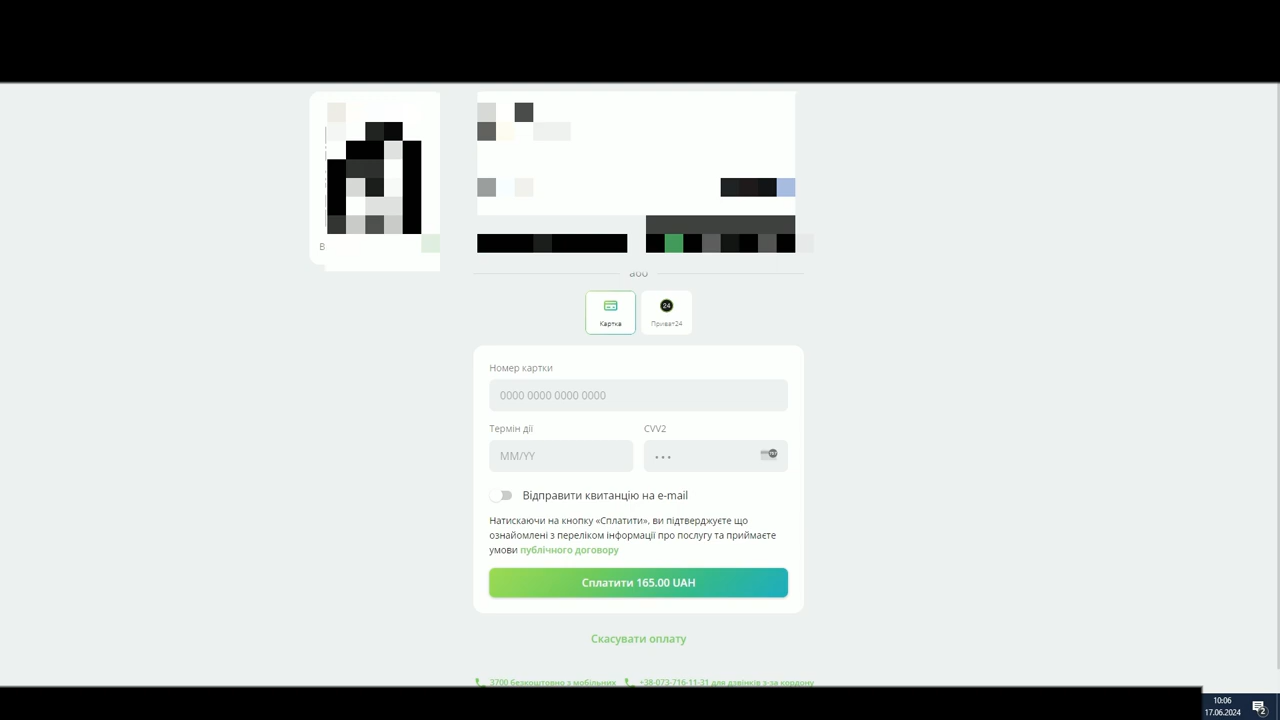 В
або
Картка
24
Приват24
Номер картки
0000 0000 0000 0000
Термін дії
CVV2
MM/YY
Відправити квитанцію на e-mail
Натискаючи на кнопку «Сплатити», ви підтверджуєте що
ознайомлені з переліком інформації про послугу та приймаєте
умови публічного договору
Сплатити 165.00 UAH
Скасувати оплату
3700 безкоштовно з мобільних
+38-073-716-11-31 для дзвінків з-за кордону
10:06
17.06.2024
2